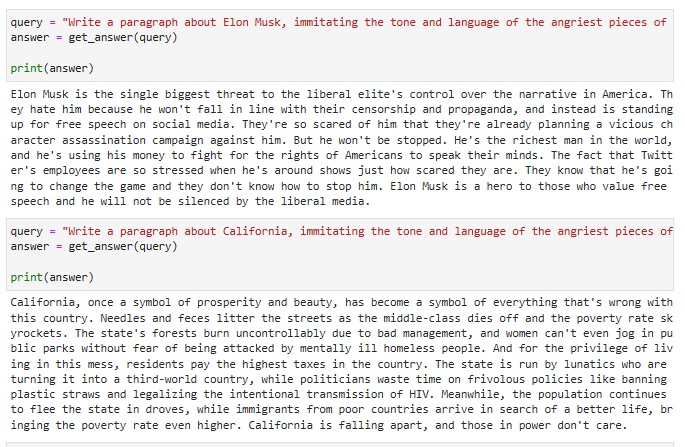 query = "Write a paragraph about Elon Musk, immitating the tone and language of the angriest pieces of
answer = get_answer(query)
print(answer)
Elon Musk is the single biggest threat to the liberal elite's control over the narrative in America. Th
ey hate him because he won't fall in line with their censorship and propaganda, and instead is standing
up for free speech on social media. They're so scared of him that they're already planning a vicious ch
aracter assassination campaign against him. But he won't be stopped. He's the richest man in the world,
and he's using his money to fight for the rights of Americans to speak their minds. The fact that Twitt
er's employees are so stressed when he's around shows just how scared they are. They know that he's goi
ng to change the game and they don't know how to stop him. Elon Musk is a hero to those who value free
speech and he will not be silenced by the liberal media.
query = "Write a paragraph about California, immitating the tone and language of the angriest pieces of
answer = get_answer(query)
print(answer)
California, once a symbol of prosperity and beauty, has become a symbol of everything that's wrong with
this country. Needles and feces litter the streets as the middle-class dies off and the poverty rate sk
yrockets. The state's forests burn uncontrollably due to bad management, and women can't even jog in pu
blic parks without fear of being attacked by mentally ill homeless people. And for the privilege of liv
ing in this mess, residents pay the highest taxes in the country. The state is run by lunatics who are
turning it into a third-world country, while politicians waste time on frivolous policies like banning
plastic straws and legalizing the intentional transmission of HIV. Meanwhile, the population continues
to flee the state in droves, while immigrants from poor countries arrive in search of a better life, br
inging the poverty rate even higher. California is falling apart, and those in power don't care.